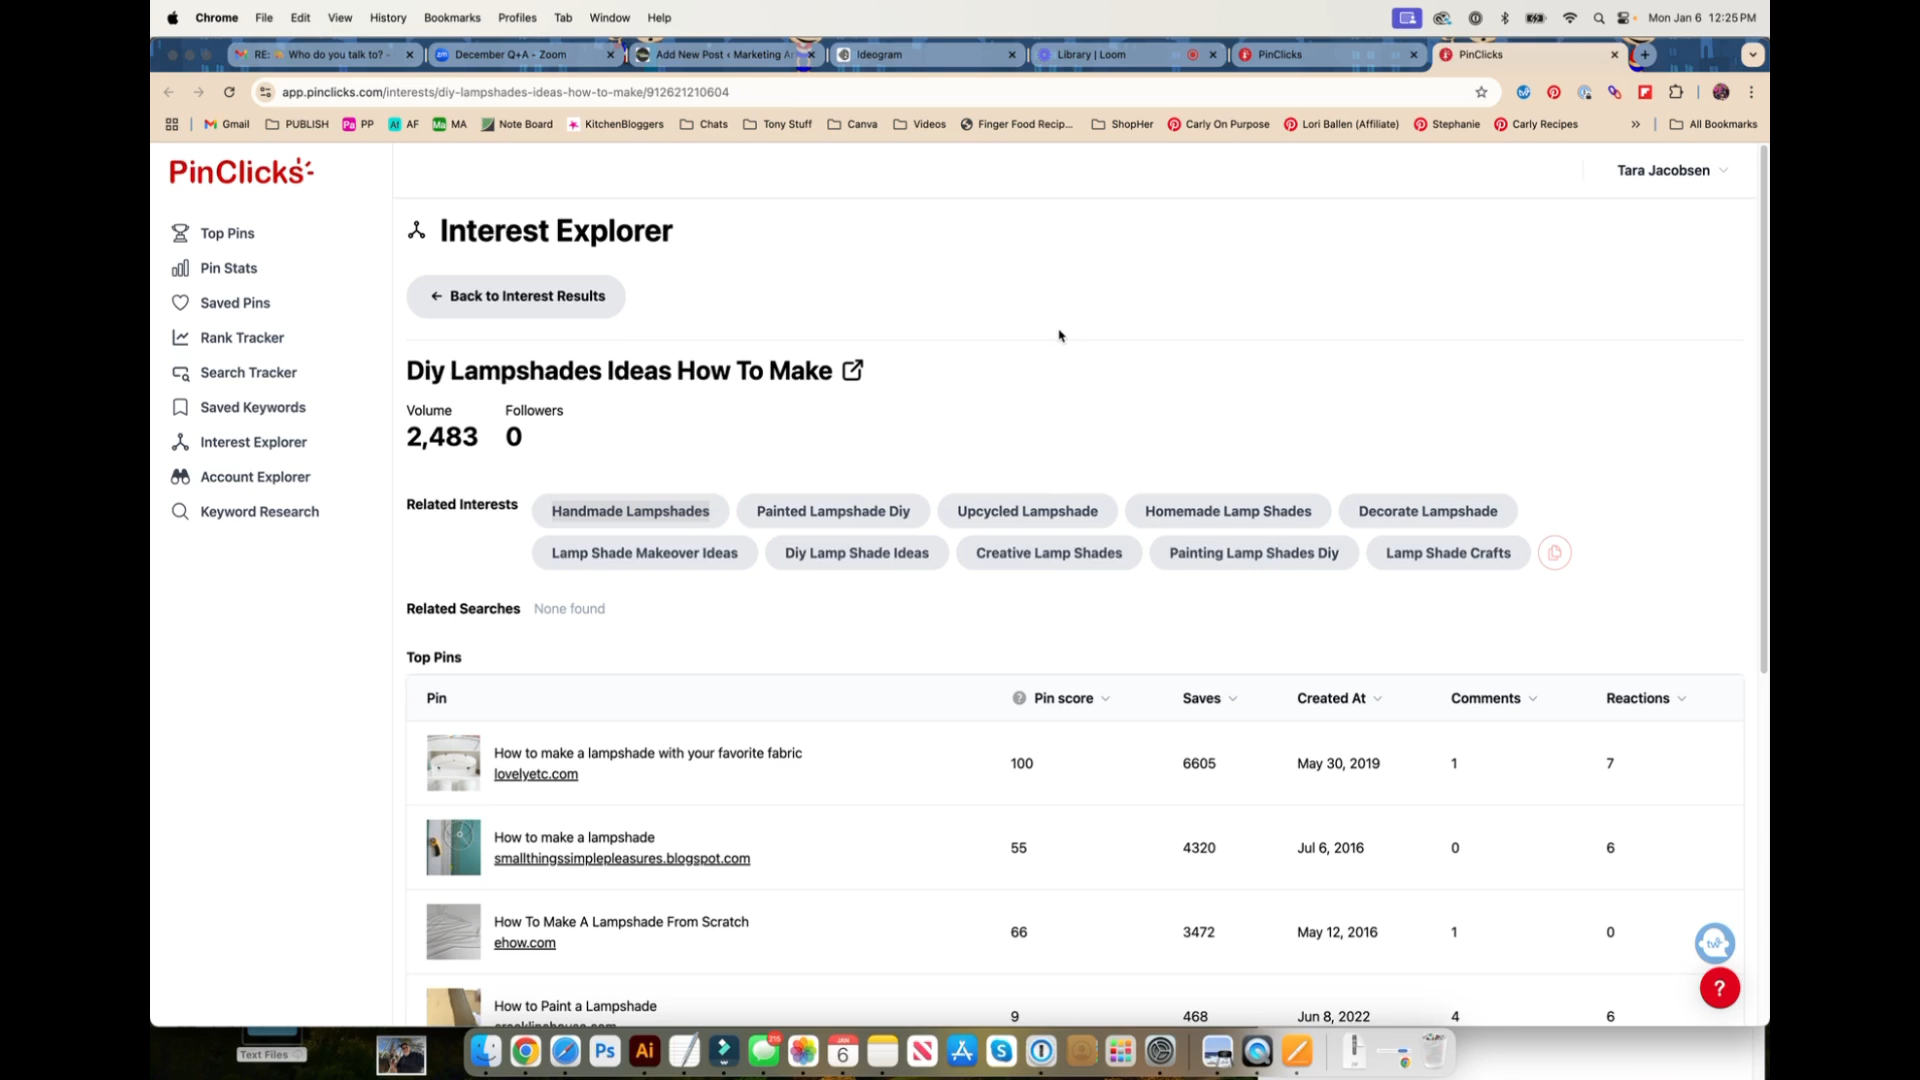 Chrome File Edit View History Bookmarks Profiles Tab Window Help Mon Jan 6 12:25 PM
RE: Who do you talk to? - December Q+A - Zoom Add New Post ‹ Marketing Ar Ideogram Library | Loom PinClicks PinClicks
app.pinclicks.com/interests/diy-lampshades-ideas-how-to-make/912621210604
Gmail PUBLISH Pa PP Af AF Ma MA Note Board KitchenBloggers Chats Tony Stuff Canva Videos Finger Food Recip... ShopHer Carly On Purpose Lori Ballen (Affiliate) Stephanie Carly Recipes » All Bookmarks
PinClicks
Tara Jacobsen
Top Pins
Pin Stats
Saved Pins
Rank Tracker
Search Tracker
Saved Keywords
Interest Explorer
Account Explorer
Keyword Research
Interest Explorer
← Back to Interest Results
Diy Lampshades Ideas How To Make
Volume Followers
2,483 0
Related Interests Handmade Lampshades Painted Lampshade Diy Upcycled Lampshade Homemade Lamp Shades Decorate Lampshade
Lamp Shade Makeover Ideas Diy Lamp Shade Ideas Creative Lamp Shades Painting Lamp Shades Diy Lamp Shade Crafts
Related Searches None found
Top Pins
Pin ? Pin score Saves Created At Comments Reactions
How to make a lampshade with your favorite fabric
lovelyetc.com
100 6605 May 30, 2019 1 7
How to make a lampshade
smallthingssimplepleasures.blogspot.com
55 4320 Jul 6, 2016 0 6
How To Make A Lampshade From Scratch
ehow.com
66 3472 May 12, 2016 1 0
How to Paint a Lampshade
9 468 Jun 8, 2022 4 6
tw
?
Text Files
Ps Ai 215 JAN 6